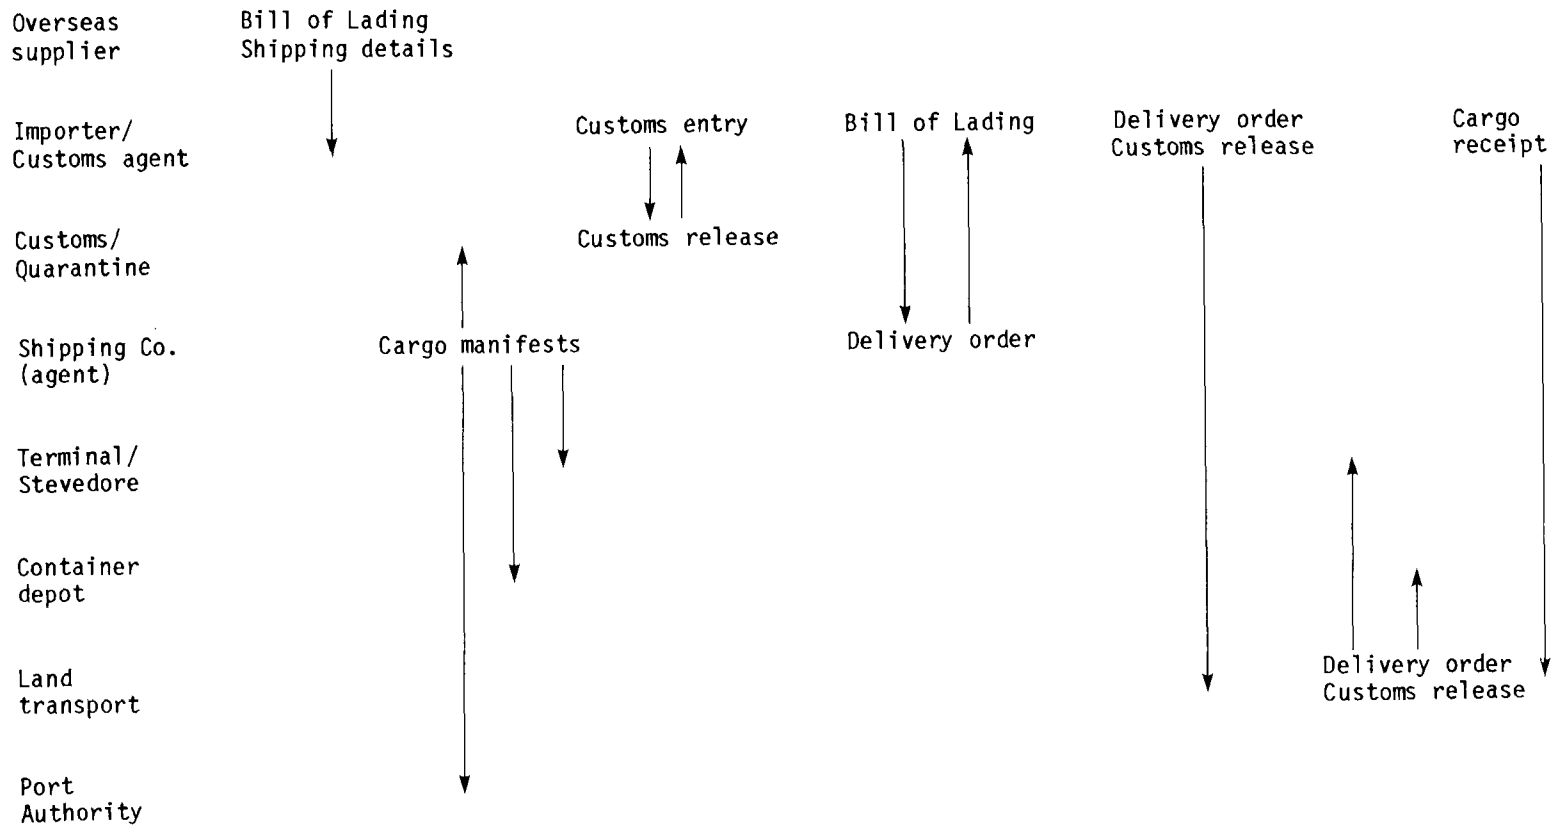 Overseas
supplier
Bill of Lading
Shipping details
Importer/
Customs agent
Customs entry
Bill of Lading
Delivery order
Customs release
Cargo
receipt
Customs/
Quarantine
Customs release
Shipping Co.
(agent)
Cargo manifests
Delivery order
Terminal/
Stevedore
Container
depot
Land
transport
Delivery order
Customs release
Port
Authority